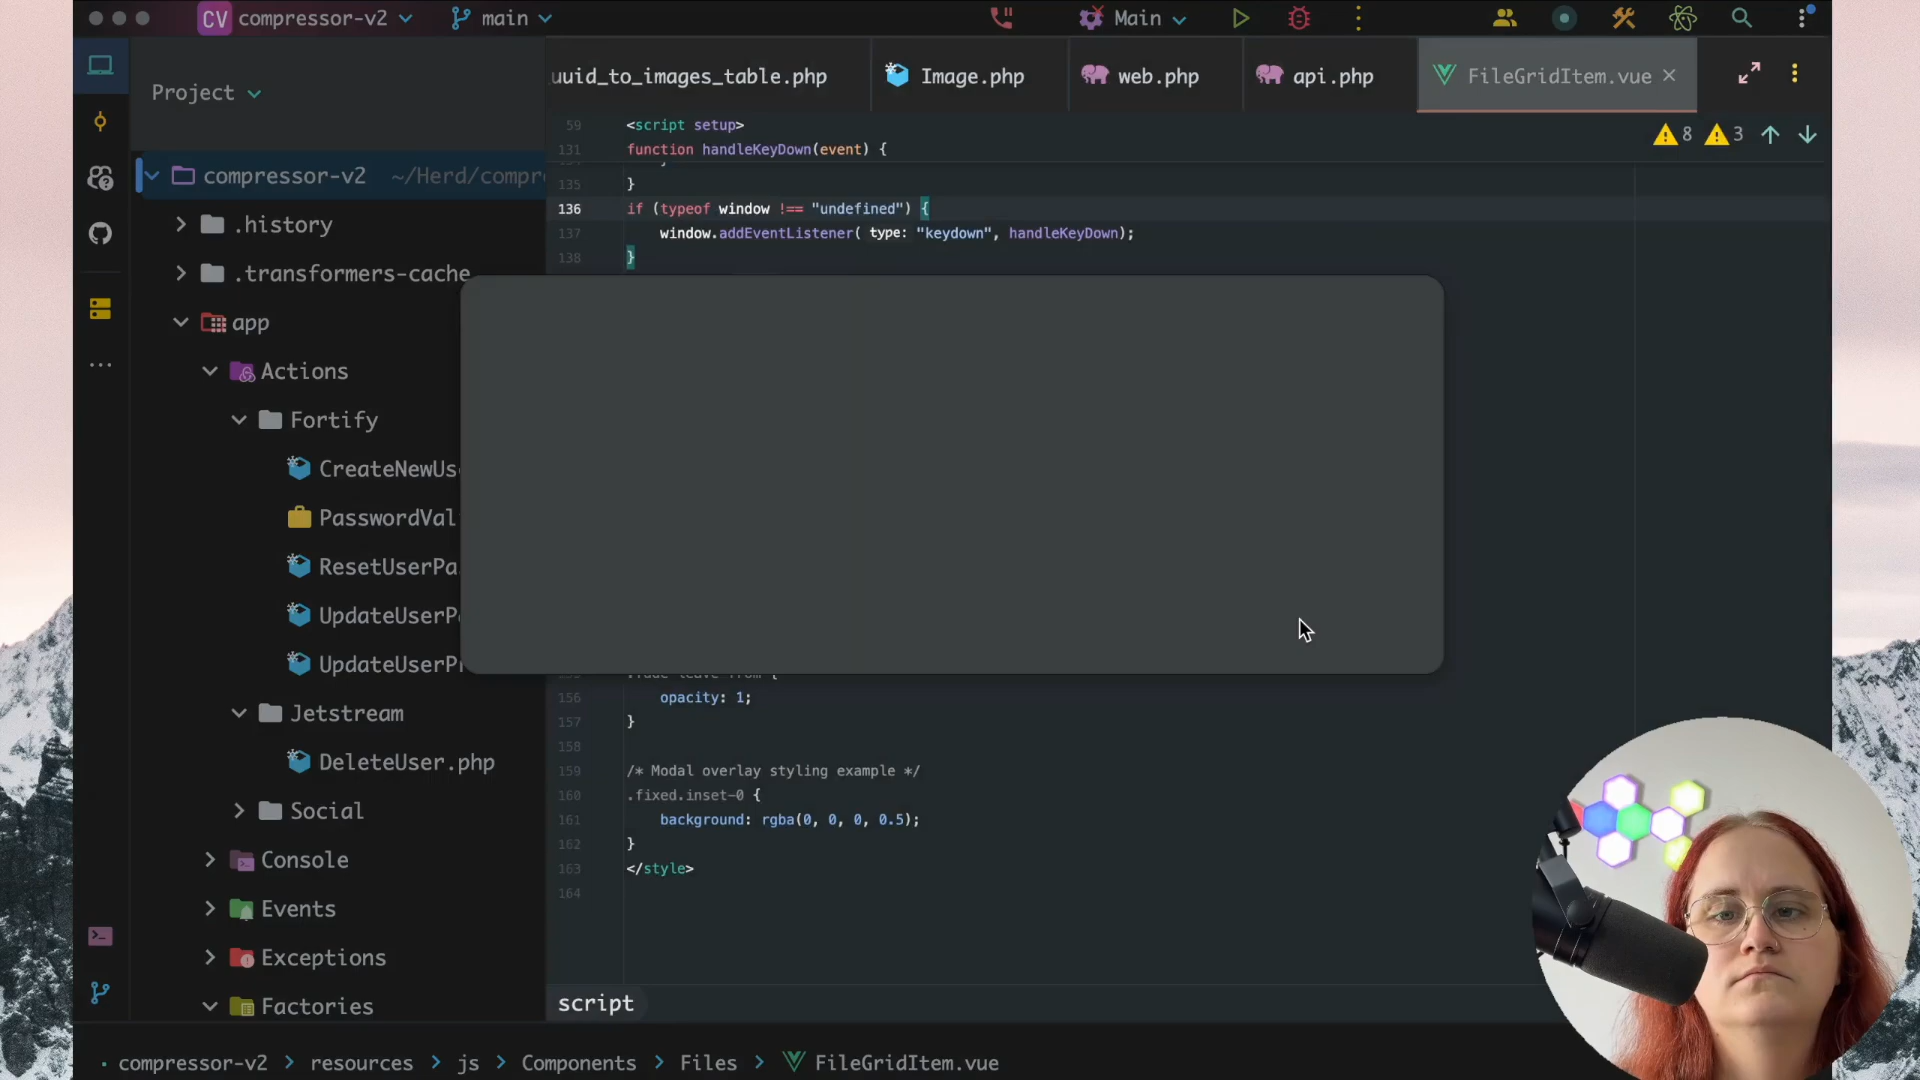 CV compressor-v2 main Main
Project
uuid_to_images_table.php Image.php web.php api.php FileGridItem.vue
8 3
compressor-v2 ~/Herd/compr
.history
.transformers-cache
app
Actions
Fortify
CreateNewUse
PasswordVal
ResetUserPa
UpdateUserP
UpdateUserPr
Jetstream
DeleteUser.php
Social
Console
Events
Exceptions
Factories
59 <script setup>
131 function handleKeyDown(event) {
135 }
136 if (typeof window !== "undefined") {
137 window.addEventListener( type: "keydown", handleKeyDown);
138 }
156 opacity: 1;
157 }
158
159 /* Modal overlay styling example */
160 .fixed.inset-0 {
161 background: rgba(0, 0, 0, 0.5);
162 }
163 </style>
164
script
compressor-v2 > resources > js > Components > Files > FileGridItem.vue